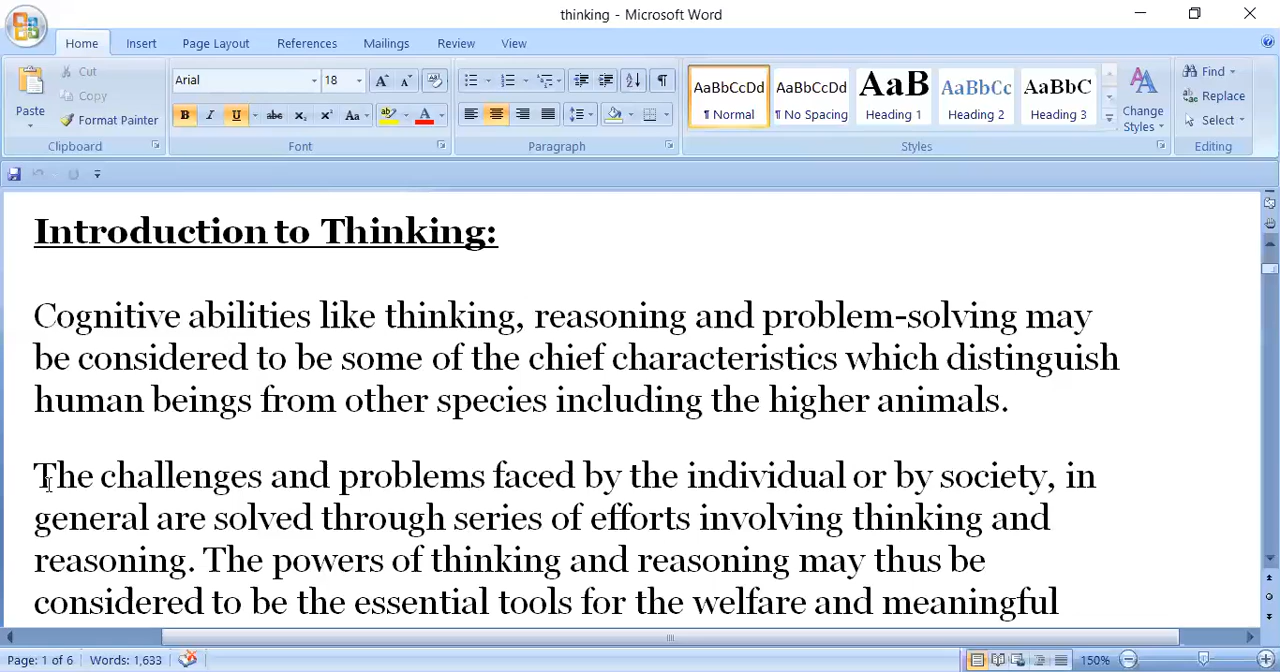 thinking - Microsoft Word
Home Insert Page Layout References Mailings Review View
Paste
Cut
Copy
Format Painter
Clipboard
Arial 18
B I U abc x₂ x² Aa A
Font
Paragraph
AaBbCcDd AaBbCcDd AaB AaBbCc AaBbC
¶ Normal ¶ No Spacing Heading 1 Heading 2 Heading 3
Change Styles
Styles
Find
Replace
Select
Editing
Introduction to Thinking:
Cognitive abilities like thinking, reasoning and problem-solving may
be considered to be some of the chief characteristics which distinguish
human beings from other species including the higher animals.
The challenges and problems faced by the individual or by society, in
general are solved through series of efforts involving thinking and
reasoning. The powers of thinking and reasoning may thus be
considered to be the essential tools for the welfare and meaningful
Page: 1 of 6 Words: 1,633 150%